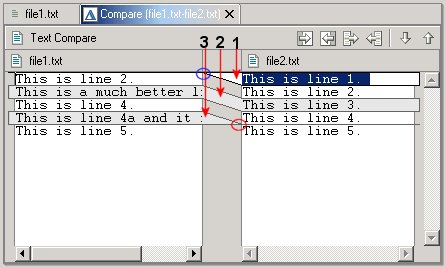 file1.txt
Compare (file1.txt-file2.txt)
Text Compare
3 2 1
file1.txt
file2.txt
This is line 2.
This is a much better l
This is line 4.
This is line 4a and it
This is line 5.
This is line 1.
This is line 2.
This is line 3.
This is line 4.
This is line 5.